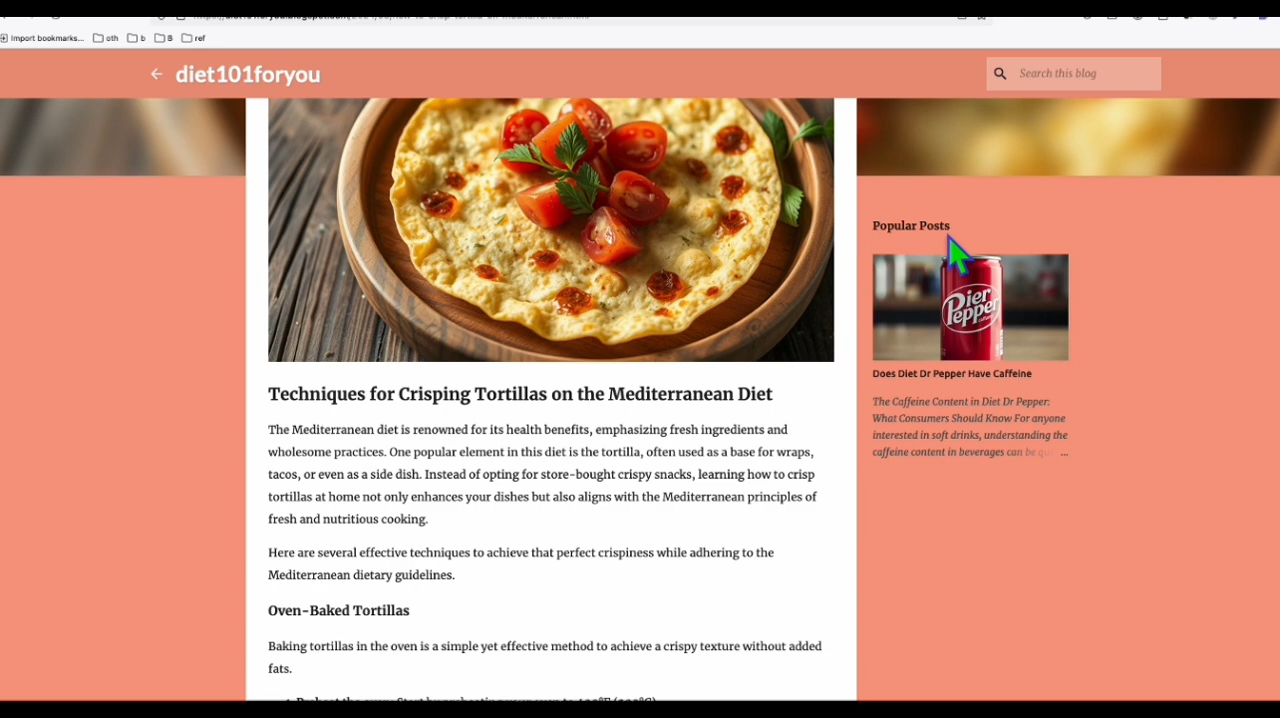 Import bookmarks...
oth
b
B
ref
diet101foryou
Search this blog
Techniques for Crisping Tortillas on the Mediterranean Diet
The Mediterranean diet is renowned for its health benefits, emphasizing fresh ingredients and
wholesome practices. One popular element in this diet is the tortilla, often used as a base for wraps,
tacos, or even as a side dish. Instead of opting for store-bought crispy snacks, learning how to crisp
tortillas at home not only enhances your dishes but also aligns with the Mediterranean principles of
fresh and nutritious cooking.
Here are several effective techniques to achieve that perfect crispiness while adhering to the
Mediterranean dietary guidelines.
Oven-Baked Tortillas
Baking tortillas in the oven is a simple yet effective method to achieve a crispy texture without added
fats.
Popular Posts
Pier
Pepper
Does Diet Dr Pepper Have Caffeine
The Caffeine Content in Diet Dr Pepper:
What Consumers Should Know For anyone
interested in soft drinks, understanding the
caffeine content in beverages can be ...